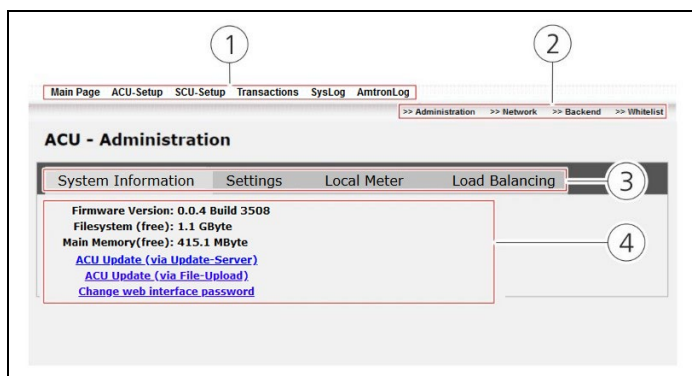 1
2
Main Page ACU-Setup SCU-Setup Transactions SysLog AmtronLog
>> Administration >> Network >> Backend >> Whitelist
ACU - Administration
System Information Settings Local Meter Load Balancing
3
Firmware Version: 0.0.4 Build 3508
Filesystem (free): 1.1 GByte
Main Memory(free): 415.1 MByte
4
ACU Update (via Update-Server)
ACU Update (via File-Upload)
Change web interface password